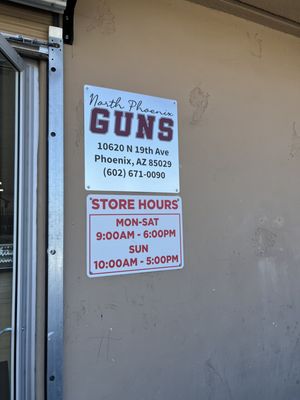 North Phoenix
GUNS
10620 N 19th Ave
Phoenix, AZ 85029
(602) 671-0090
STORE HOURS
MON-SAT
9:00AM - 6:00PM
SUN
10:00AM - 5:00PM